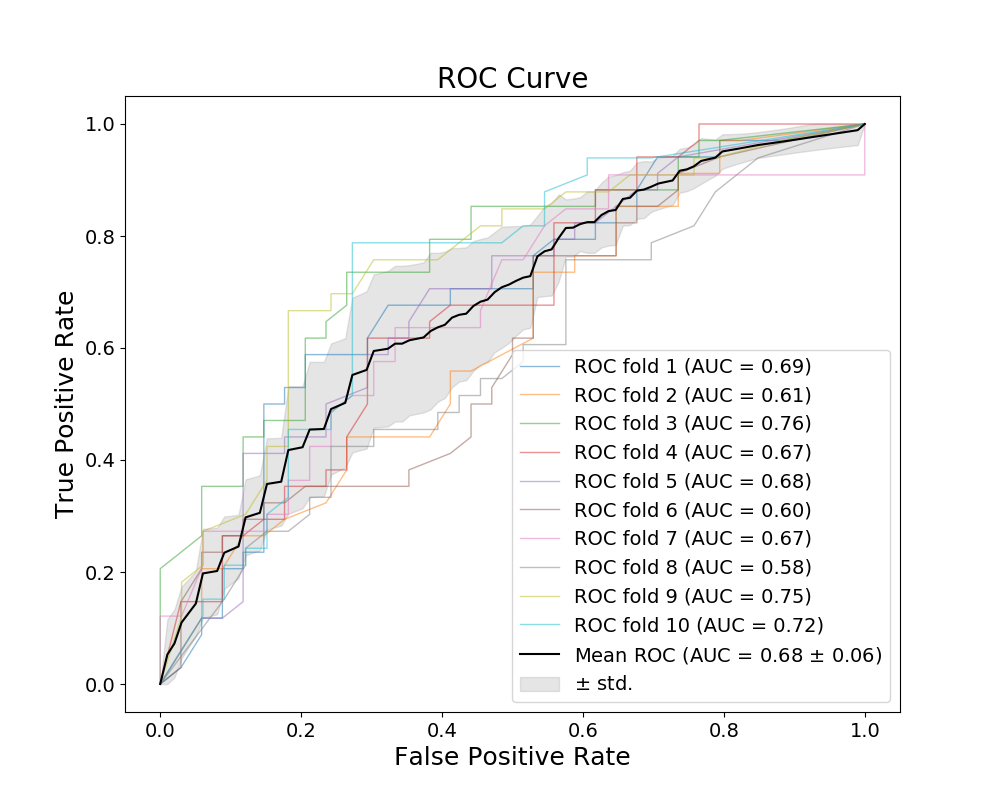 ROC Curve
True Positive Rate
1.0
0.8
0.6
0.4
0.2
0.0
0.0 0.2 0.4 0.6 0.8 1.0
False Positive Rate
ROC fold 1 (AUC = 0.69)
ROC fold 2 (AUC = 0.61)
ROC fold 3 (AUC = 0.76)
ROC fold 4 (AUC = 0.67)
ROC fold 5 (AUC = 0.68)
ROC fold 6 (AUC = 0.60)
ROC fold 7 (AUC = 0.67)
ROC fold 8 (AUC = 0.58)
ROC fold 9 (AUC = 0.75)
ROC fold 10 (AUC = 0.72)
Mean ROC (AUC = 0.68 ± 0.06)
± std.